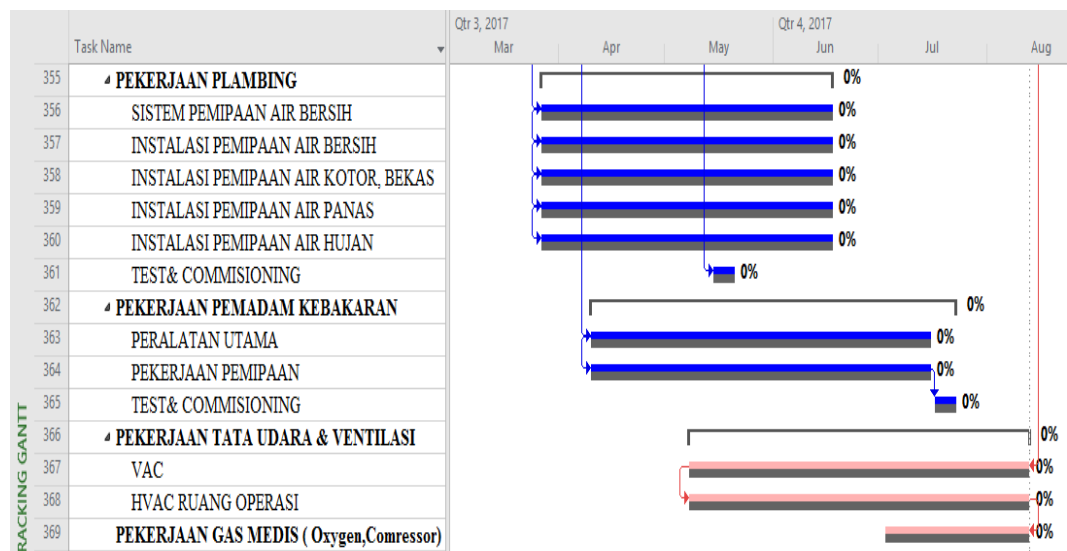 Qtr 3, 2017 Qtr 4, 2017
Task Name Mar Apr May Jun Jul Aug
355 PEKERJAAN PLAMBING 0%
356 SISTEM PEMIPAAN AIR BERSIH 0%
357 INSTALASI PEMIPAAN AIR BERSIH 0%
358 INSTALASI PEMIPAAN AIR KOTOR, BEKAS 0%
359 INSTALASI PEMIPAAN AIR PANAS 0%
360 INSTALASI PEMIPAAN AIR HUJAN 0%
361 TEST& COMMISIONING 0%
362 PEKERJAAN PEMADAM KEBAKARAN 0%
363 PERALATAN UTAMA 0%
364 PEKERJAAN PEMIPAAN 0%
365 TEST& COMMISIONING 0%
366 PEKERJAAN TATA UDARA & VENTILASI 0%
367 VAC 0%
368 HVAC RUANG OPERASI 0%
369 PEKERJAAN GAS MEDIS ( Oxygen,Comressor) 0%
RACKING GANTT